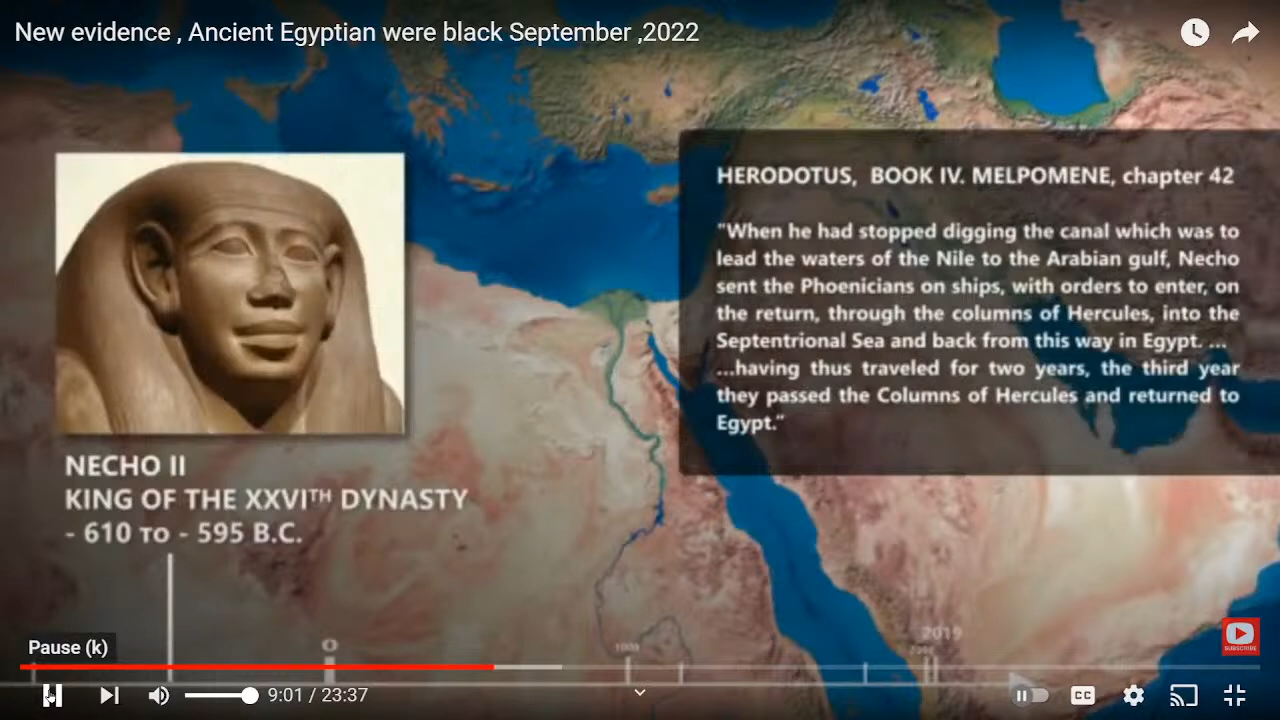 New evidence , Ancient Egyptian were black September ,2022
HERODOTUS, BOOK IV. MELPOMENE, chapter 42
"When he had stopped digging the canal which was to
lead the waters of the Nile to the Arabian gulf, Necho
sent the Phoenicians on ships, with orders to enter, on
the return, through the columns of Hercules, into the
Septentrional Sea and back from this way in Egypt. ...
...having thus traveled for two years, the third year
they passed the Columns of Hercules and returned to
Egypt."
NECHO II
KING OF THE XXVITH DYNASTY
- 610 TO - 595 B.C.
Pause (k)
0
1000
2019
SUBSCRIBE
9:01 / 23:37
CC